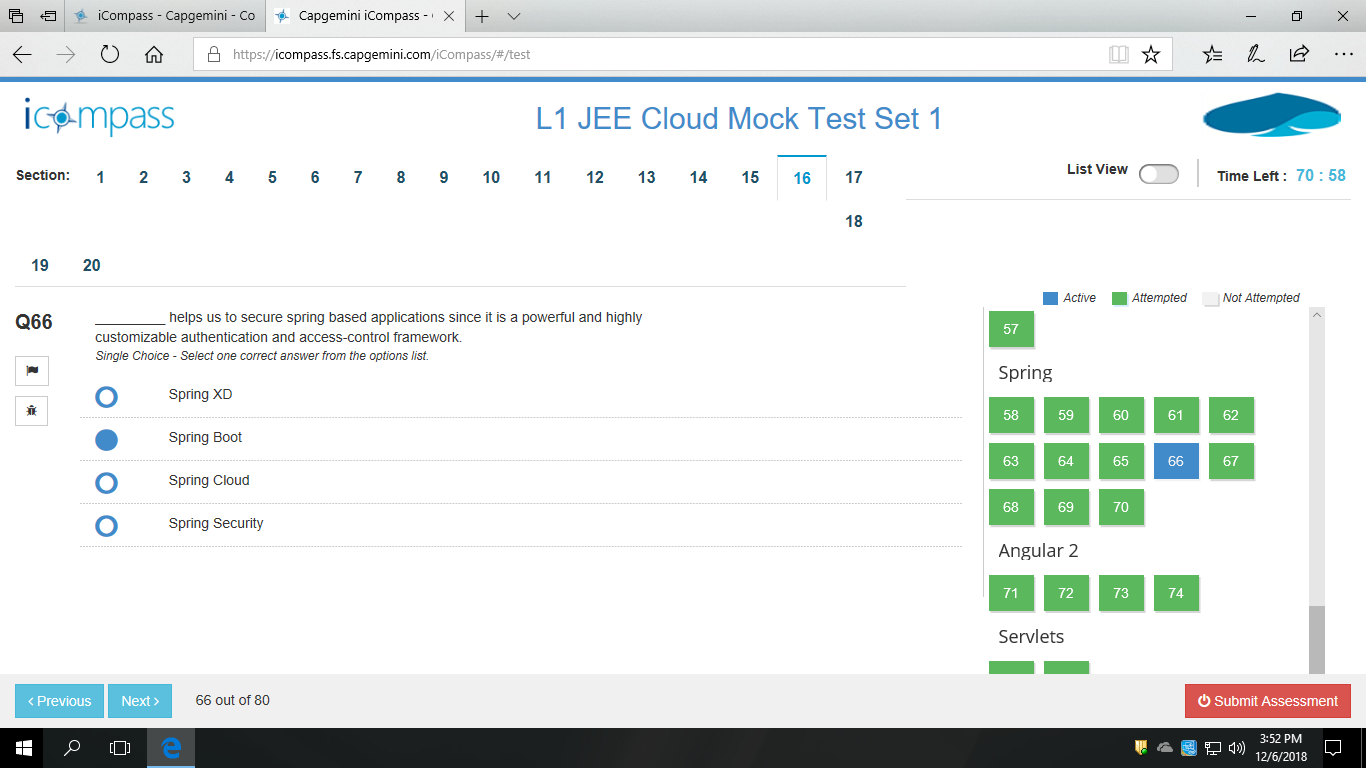 iCompass - Capgemini - Co
Capgemini iCompass -
https://icompass.fs.capgemini.com/iCompass/#/test
icompass
L1 JEE Cloud Mock Test Set 1
Section: 1 2 3 4 5 6 7 8 9 10 11 12 13 14 15 16 17
18
19 20
List View
Time Left : 70 : 58
Active Attempted Not Attempted
Q66
_________ helps us to secure spring based applications since it is a powerful and highly
customizable authentication and access-control framework.
Single Choice - Select one correct answer from the options list.
Spring XD
Spring Boot
Spring Cloud
Spring Security
57
Spring
58 59 60 61 62
63 64 65 66 67
68 69 70
Angular 2
71 72 73 74
Servlets
‹ Previous
Next ›
66 out of 80
Submit Assessment
3:52 PM
12/6/2018